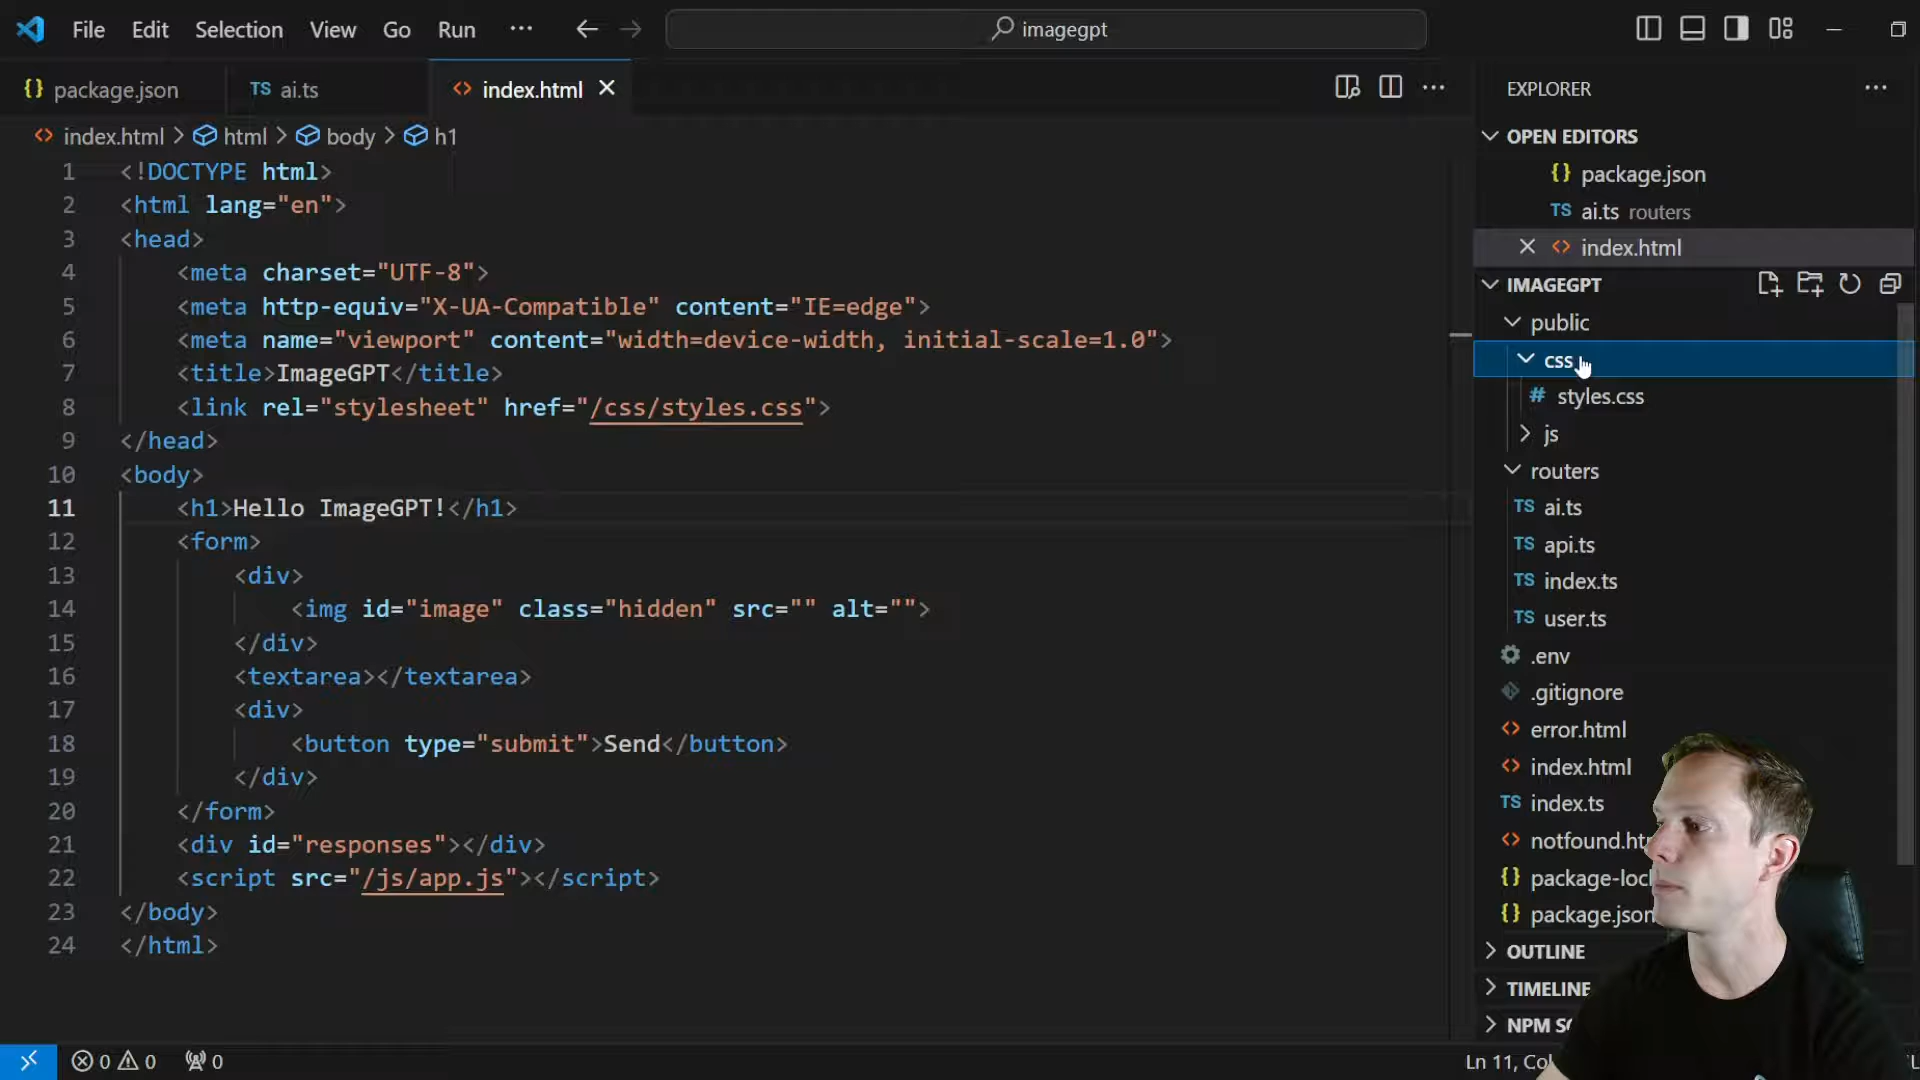 File Edit Selection View Go Run ··· imagegpt
{} package.json TS ai.ts <> index.html
<> index.html > html > body > h1
1 <!DOCTYPE html>
2 <html lang="en">
3 <head>
4 <meta charset="UTF-8">
5 <meta http-equiv="X-UA-Compatible" content="IE=edge">
6 <meta name="viewport" content="width=device-width, initial-scale=1.0">
7 <title>ImageGPT</title>
8 <link rel="stylesheet" href="/css/styles.css">
9 </head>
10 <body>
11 <h1>Hello ImageGPT!</h1>
12 <form>
13 <div>
14 <img id="image" class="hidden" src="" alt="">
15 </div>
16 <textarea></textarea>
17 <div>
18 <button type="submit">Send</button>
19 </div>
20 </form>
21 <div id="responses"></div>
22 <script src="/js/app.js"></script>
23 </body>
24 </html>
EXPLORER
OPEN EDITORS
{} package.json
TS ai.ts routers
<> index.html
IMAGEGPT
public
css
# styles.css
js
routers
TS ai.ts
TS api.ts
TS index.ts
TS user.ts
.env
.gitignore
<> error.html
<> index.html
TS index.ts
<> notfound.ht
{} package-loc
{} package.json
OUTLINE
TIMELINE
NPM
0 0 0
Ln 11,